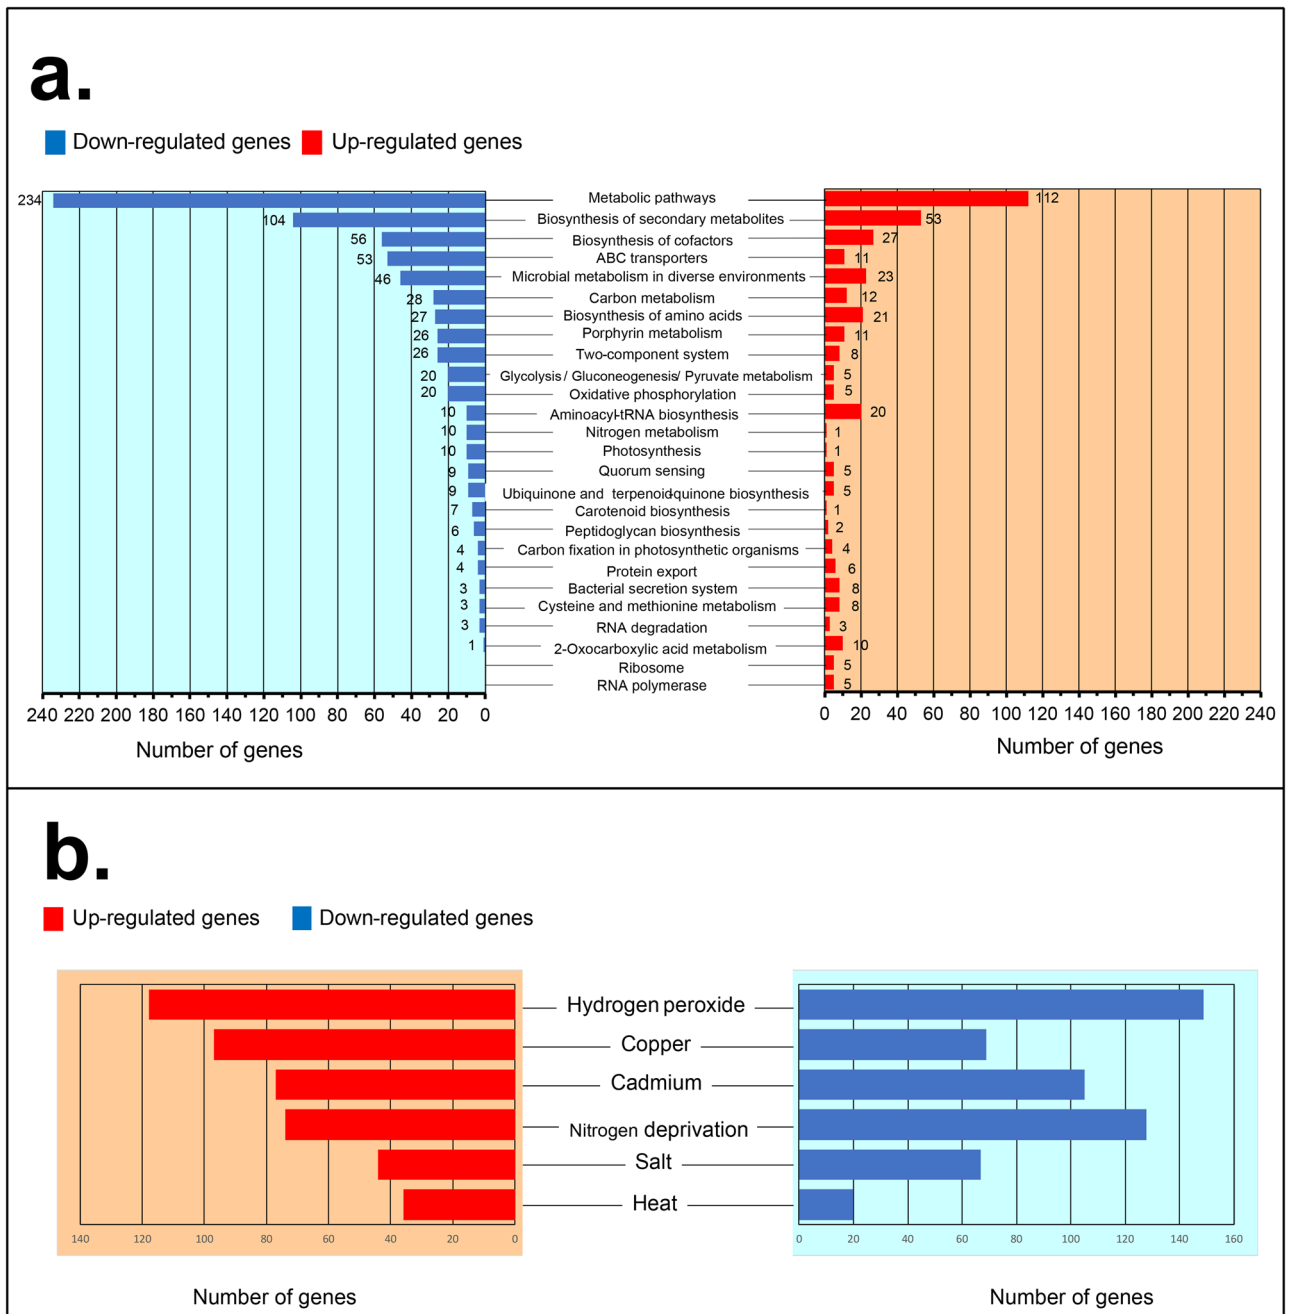 a.
Down-regulated genes Up-regulated genes
234 Metabolic pathways 112
104 Biosynthesis of secondary metabolites 53
56 Biosynthesis of cofactors 27
53 ABC transporters 11
46 Microbial metabolism in diverse environments 23
28 Carbon metabolism 12
27 Biosynthesis of amino acids 21
26 Porphyrin metabolism 11
26 Two-component system 8
20 Glycolysis / Gluconeogenesis/ Pyruvate metabolism 5
20 Oxidative phosphorylation 5
10 Aminoacyl-tRNA biosynthesis 20
10 Nitrogen metabolism 1
10 Photosynthesis 1
9 Quorum sensing 5
9 Ubiquinone and terpenoid-quinone biosynthesis 5
7 Carotenoid biosynthesis 1
6 Peptidoglycan biosynthesis 2
4 Carbon fixation in photosynthetic organisms 4
4 Protein export 6
3 Bacterial secretion system 8
3 Cysteine and methionine metabolism 8
3 RNA degradation 3
1 2-Oxocarboxylic acid metabolism 10
Ribosome 5
RNA polymerase 5
240 220 200 180 160 140 120 100 80 60 40 20 0 0 20 40 60 80 100 120 140 160 180 200 220 240
Number of genes Number of genes
b.
Up-regulated genes Down-regulated genes
Hydrogen peroxide
Copper
Cadmium
Nitrogen deprivation
Salt
Heat
140 120 100 80 60 40 20 0 0 20 40 60 80 100 120 140 160
Number of genes Number of genes